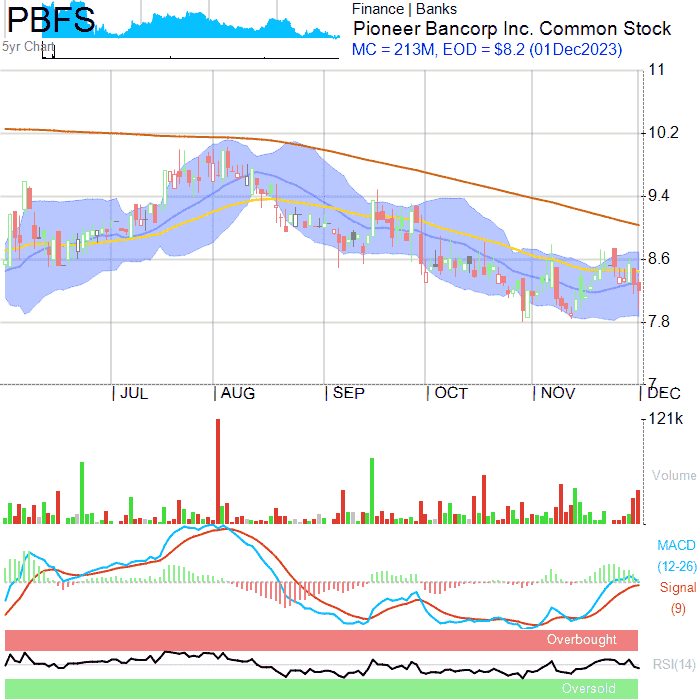 PBFS
Finance | Banks
Pioneer Bancorp Inc. Common Stock
5yr Chart
MC = 213M, EOD = $8.2 (01Dec2023)
11
10.2
9.4
8.6
7.8
7
JUL AUG SEP OCT NOV DEC
121k
Volume
MACD
(12-26)
Signal
(9)
Overbought
RSI(14)
Oversold